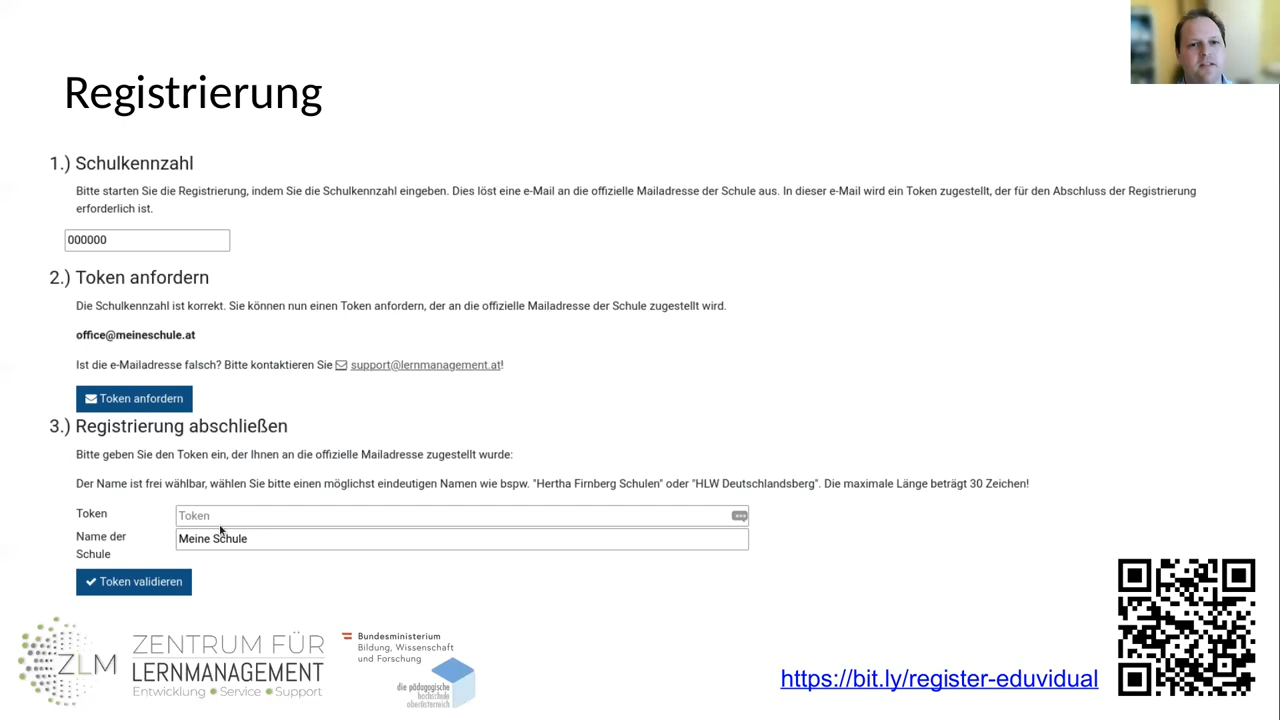 Registrierung
1.) Schulkennzahl
Bitte starten Sie die Registrierung, indem Sie die Schulkennzahl eingeben. Dies löst eine e-Mail an die offizielle Mailadresse der Schule aus. In dieser e-Mail wird ein Token zugestellt, der für den Abschluss der Registrierung
erforderlich ist.
000000
2.) Token anfordern
Die Schulkennzahl ist korrekt. Sie können nun einen Token anfordern, der an die offizielle Mailadresse der Schule zugestellt wird.
office@meineschule.at
Ist die e-Mailadresse falsch? Bitte kontaktieren Sie support@lernmanagement.at!
Token anfordern
3.) Registrierung abschließen
Bitte geben Sie den Token ein, der Ihnen an die offizielle Mailadresse zugestellt wurde:
Der Name ist frei wählbar, wählen Sie bitte einen möglichst eindeutigen Namen wie bspw. "Hertha Firnberg Schulen" oder "HLW Deutschlandsberg". Die maximale Länge beträgt 30 Zeichen!
Token
Token
Name der
Schule
Meine Schule
Token validieren
ZLM
ZENTRUM FÜR
LERNMANAGEMENT
Entwicklung Service Support
Bundesministerium
Bildung, Wissenschaft
und Forschung
die pädagogische
hochschule
oberösterreich
https://bit.ly/register-eduvidual